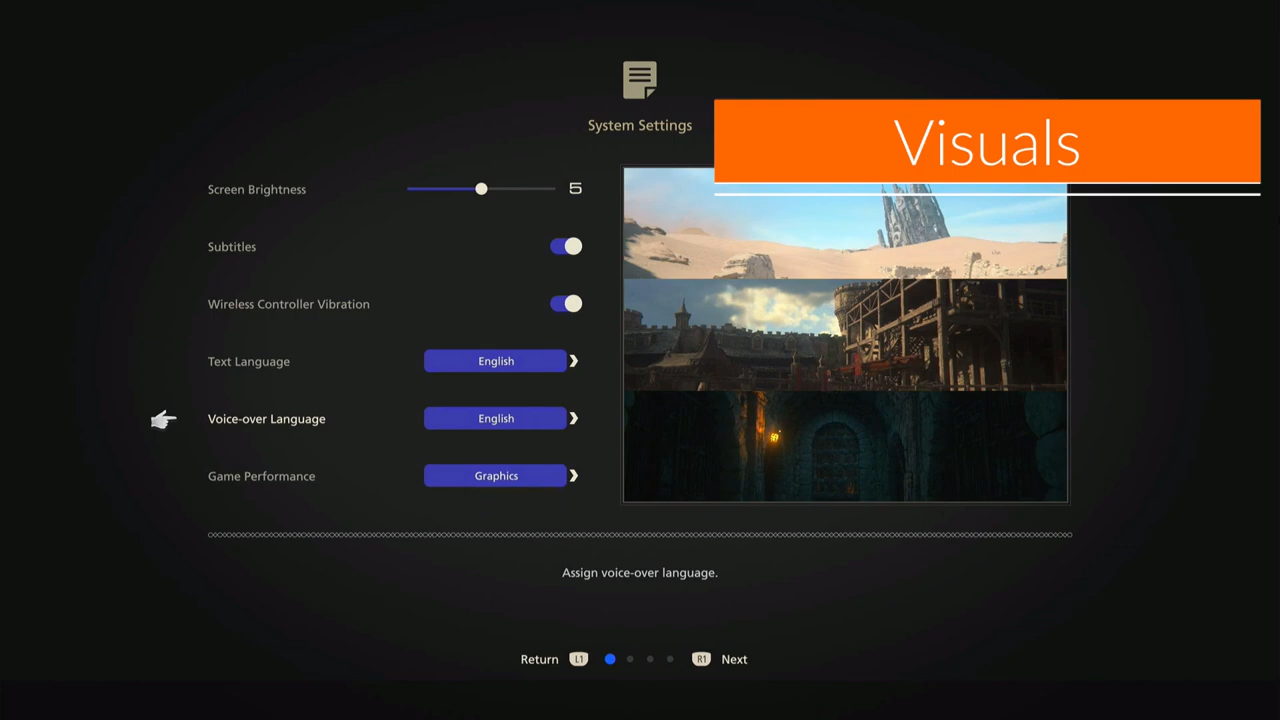 System Settings
Visuals
Screen Brightness 5
Subtitles
Wireless Controller Vibration
Text Language English
Voice-over Language English
Game Performance Graphics
Assign voice-over language.
Return L1 R1 Next